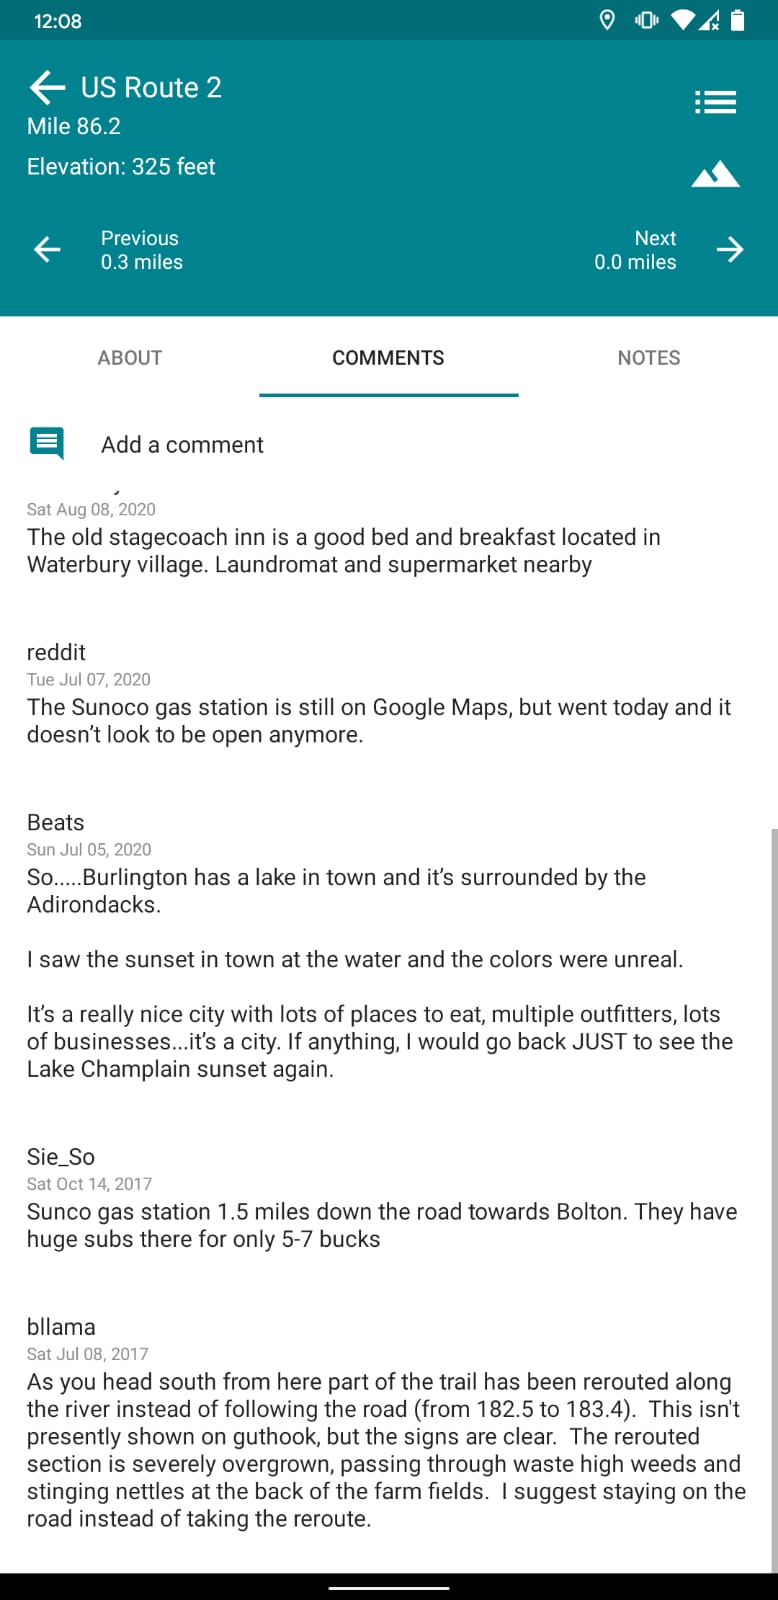 12:08
US Route 2
Mile 86.2
Elevation: 325 feet
Previous
0.3 miles
Next
0.0 miles
ABOUT
COMMENTS
NOTES
Add a comment
Sat Aug 08, 2020
The old stagecoach inn is a good bed and breakfast located in
Waterbury village. Laundromat and supermarket nearby
reddit
Tue Jul 07, 2020
The Sunoco gas station is still on Google Maps, but went today and it
doesn’t look to be open anymore.
Beats
Sun Jul 05, 2020
So.....Burlington has a lake in town and it’s surrounded by the
Adirondacks.
I saw the sunset in town at the water and the colors were unreal.
It’s a really nice city with lots of places to eat, multiple outfitters, lots
of businesses...it’s a city. If anything, I would go back JUST to see the
Lake Champlain sunset again.
Sie_So
Sat Oct 14, 2017
Sunco gas station 1.5 miles down the road towards Bolton. They have
huge subs there for only 5-7 bucks
bllama
Sat Jul 08, 2017
As you head south from here part of the trail has been rerouted along
the river instead of following the road (from 182.5 to 183.4).  This isn't
presently shown on guthook, but the signs are clear.  The rerouted
section is severely overgrown, passing through waste high weeds and
stinging nettles at the back of the farm fields.  I suggest staying on the
road instead of taking the reroute.